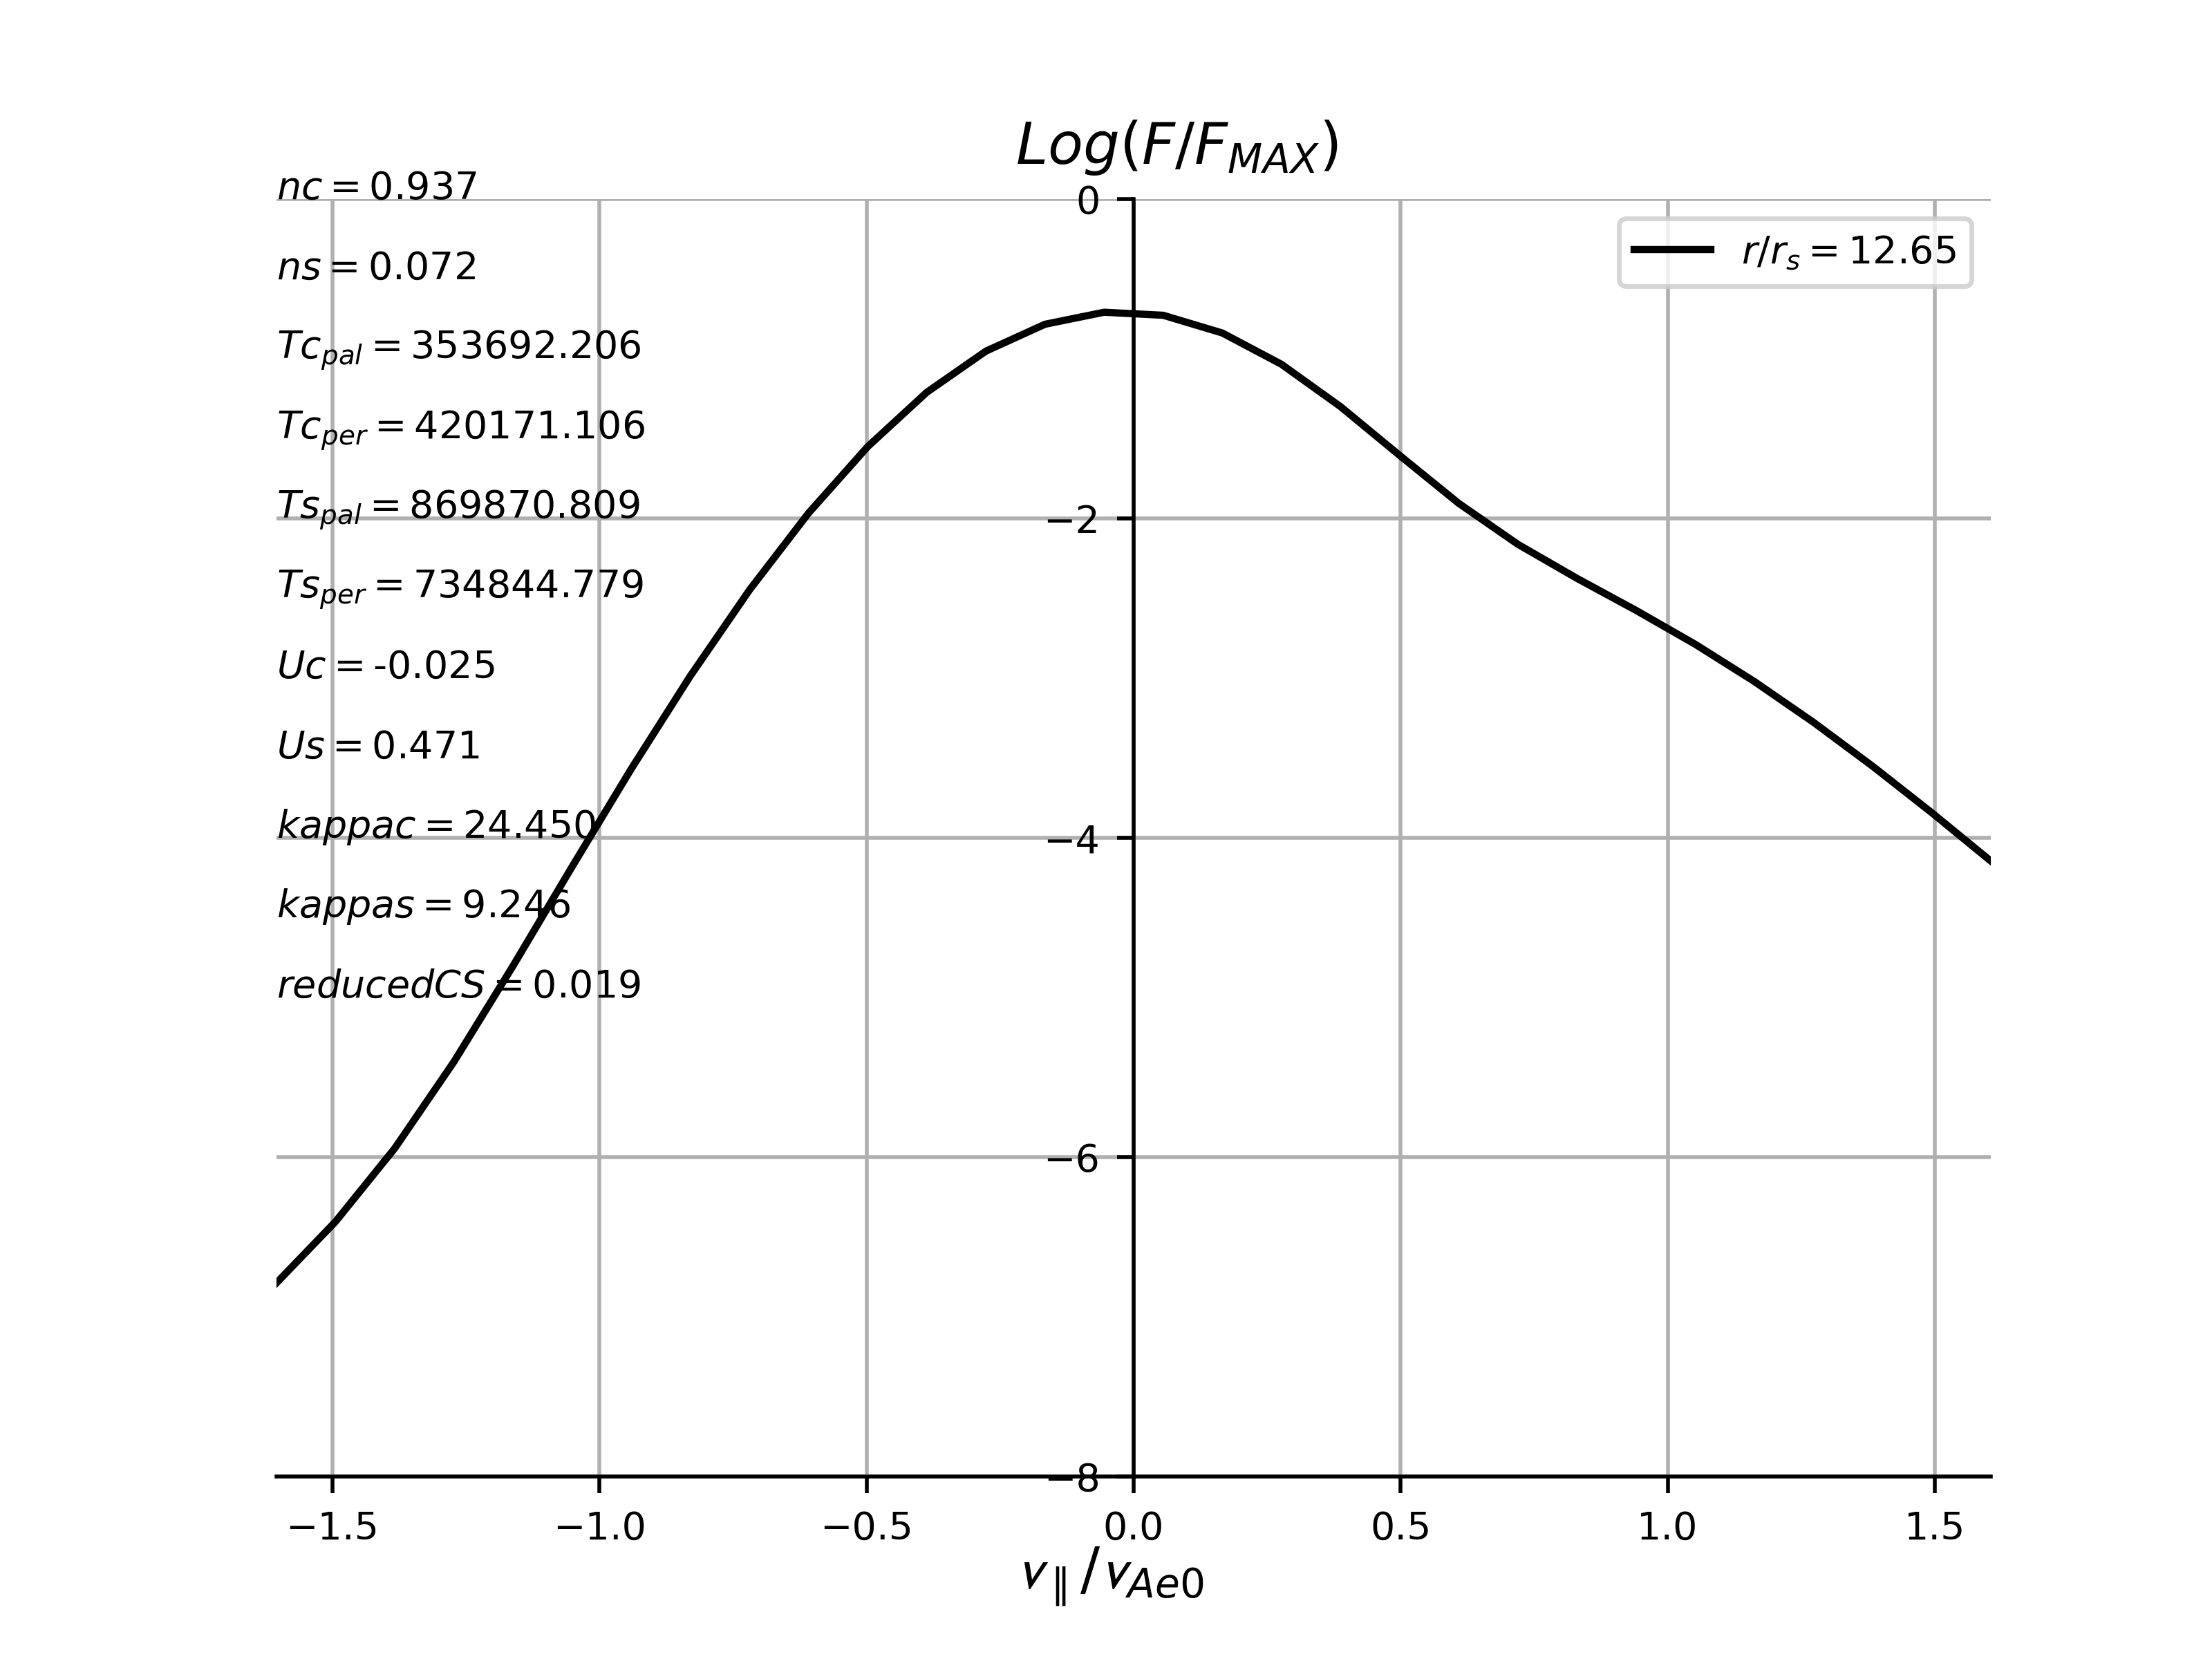 Log(F/F_MAX)
nc = 0.937
ns = 0.072
Tc_pal = 353692.206
Tc_per = 420171.106
Ts_pal = 869870.809
Ts_per = 734844.779
Uc = -0.025
Us = 0.471
kappac = 24.450
kappas = 9.246
reducedCS = 0.019
r/r_s = 12.65
0
−2
−4
−6
−8
−1.5 −1.0 −0.5 0.0 0.5 1.0 1.5
v_∥/v_Ae0